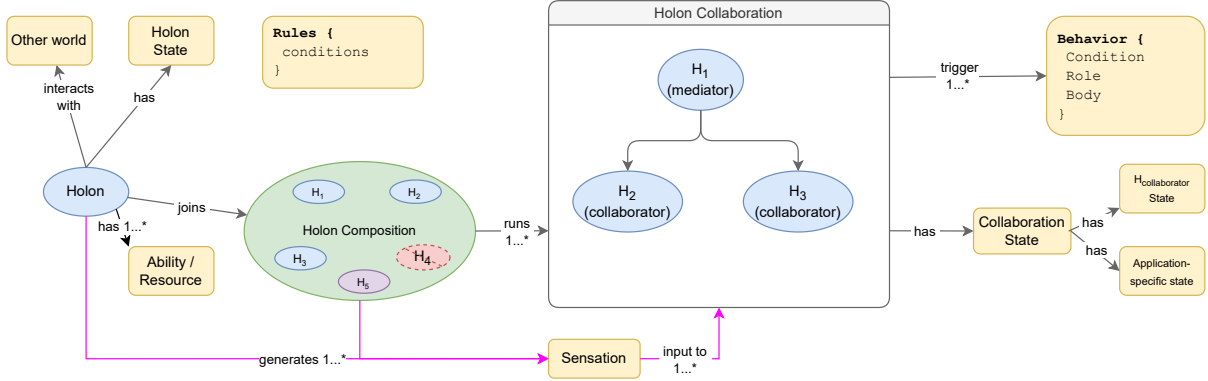 Other world
Holon
State
Rules {
conditions
}
Holon Collaboration
H1
(mediator)
H2
(collaborator)
H3
(collaborator)
trigger
1...*
Behavior {
Condition
Role
Body
}
interacts
with
has
Holon
joins
has 1...*
Ability /
Resource
H1
H2
Holon Composition
H3
H4
H5
runs
1...*
has
Collaboration
State
has
has
Hcollaborator
State
Application-
specific state
generates 1...*
Sensation
input to
1...*